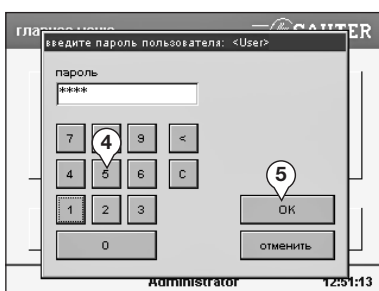 главное меню SAUTER
введите пароль пользователя: <User>
пароль
****
7 9 <
4 5 6 C
1 2 3
0
4
5
OK
отменить
Administrator 12:51:13